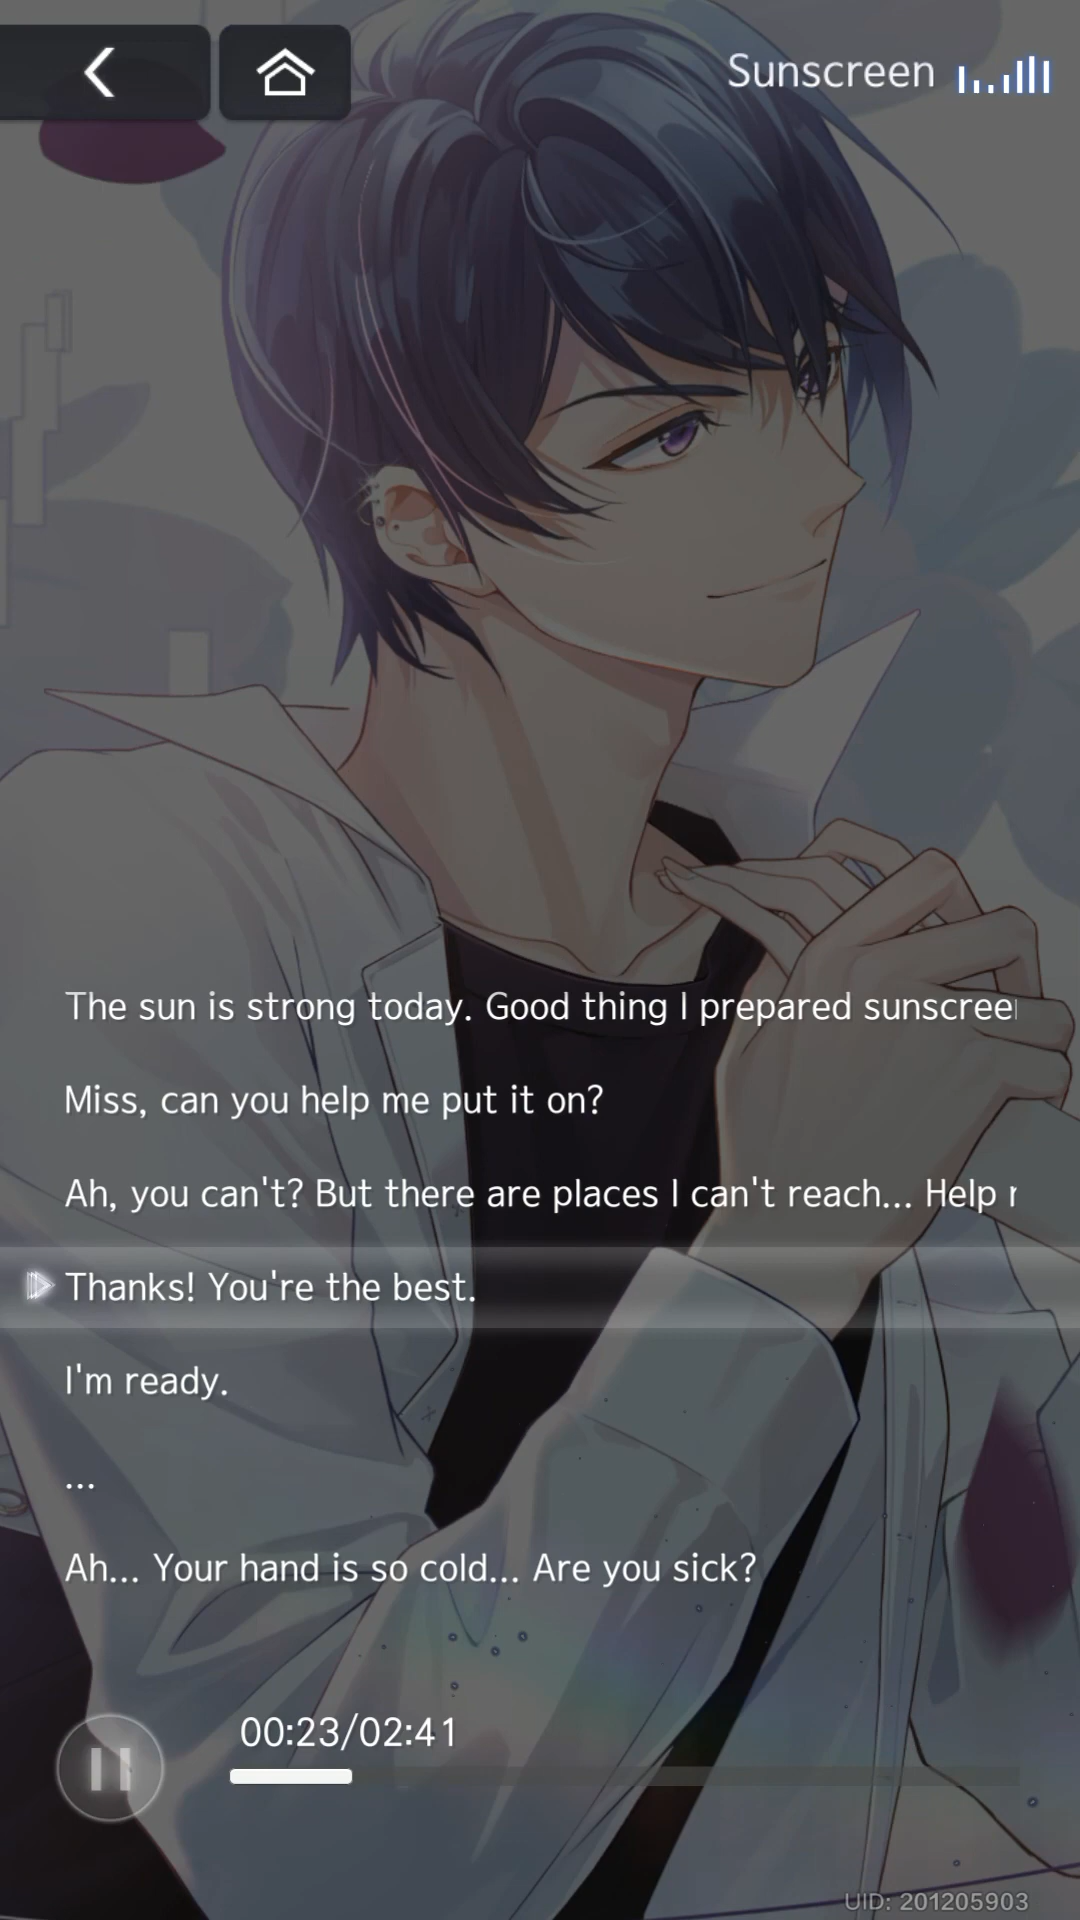 Sunscreen
The sun is strong today. Good thing I prepared
Miss, can you help me put it on?
Ah, you can't? But there are places I can't reach... Help
Thanks! You're the best.
I'm ready.
...
Ah... Your hand is so cold... Are you sick?
00:23/02:41
UID: 201205903